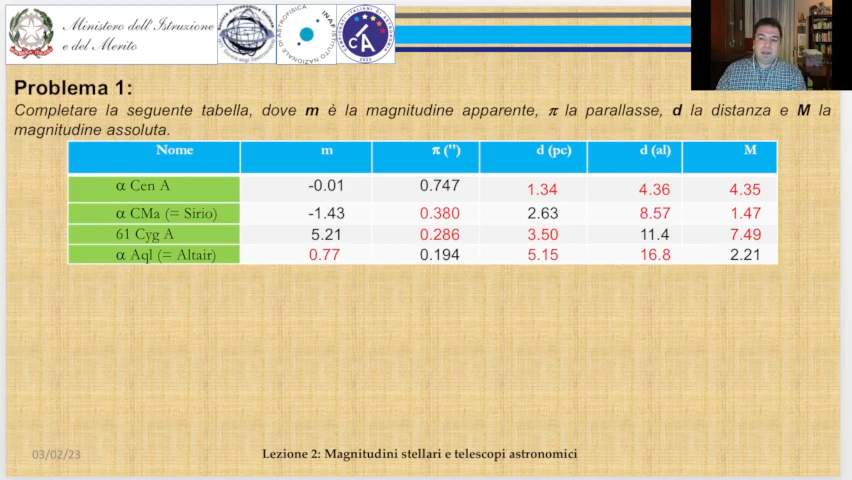 Ministero dell'Istruzione
e del Merito
INAF
Problema 1:
Completare la seguente tabella, dove m è la magnitudine apparente, π la parallasse, d la distanza e M la
magnitudine assoluta.
Nome m π (") d (pc) d (al) M
α Cen A -0.01 0.747 1.34 4.36 4.35
α CMa (= Sirio) -1.43 0.380 2.63 8.57 1.47
61 Cyg A 5.21 0.286 3.50 11.4 7.49
α Aql (= Altair) 0.77 0.194 5.15 16.8 2.21
03/02/23 Lezione 2: Magnitudini stellari e telescopi astronomici